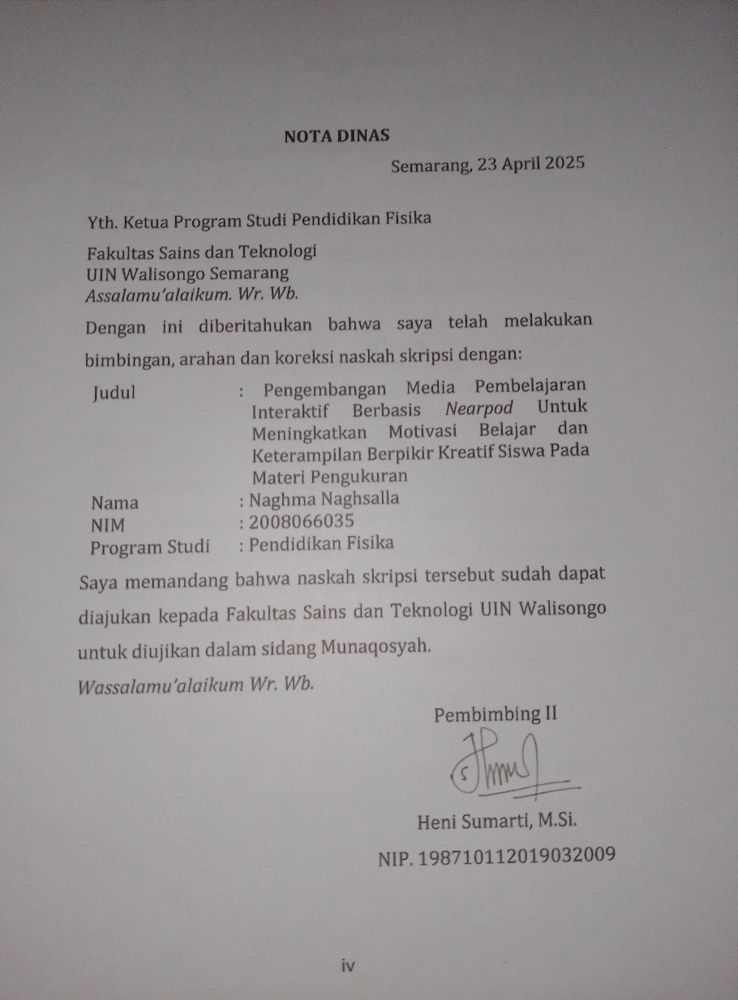 NOTA DINAS
Semarang, 23 April 2025
Yth. Ketua Program Studi Pendidikan Fisika
Fakultas Sains dan Teknologi
UIN Walisongo Semarang
Assalamu'alaikum. Wr. Wb.
Dengan ini diberitahukan bahwa saya telah melakukan
bimbingan, arahan dan koreksi naskah skripsi dengan:
Judul : Pengembangan Media Pembelajaran
Interaktif Berbasis Nearpod Untuk
Meningkatkan Motivasi Belajar dan
Keterampilan Berpikir Kreatif Siswa Pada
Materi Pengukuran
Nama : Naghma Naghsalla
NIM : 2008066035
Program Studi : Pendidikan Fisika
Saya memandang bahwa naskah skripsi tersebut sudah dapat
diajukan kepada Fakultas Sains dan Teknologi UIN Walisongo
untuk diujikan dalam sidang Munaqosyah.
Wassalamu'alaikum Wr. Wb.
Pembimbing II
Heni Sumarti, M.Si.
NIP. 198710112019032009
iv